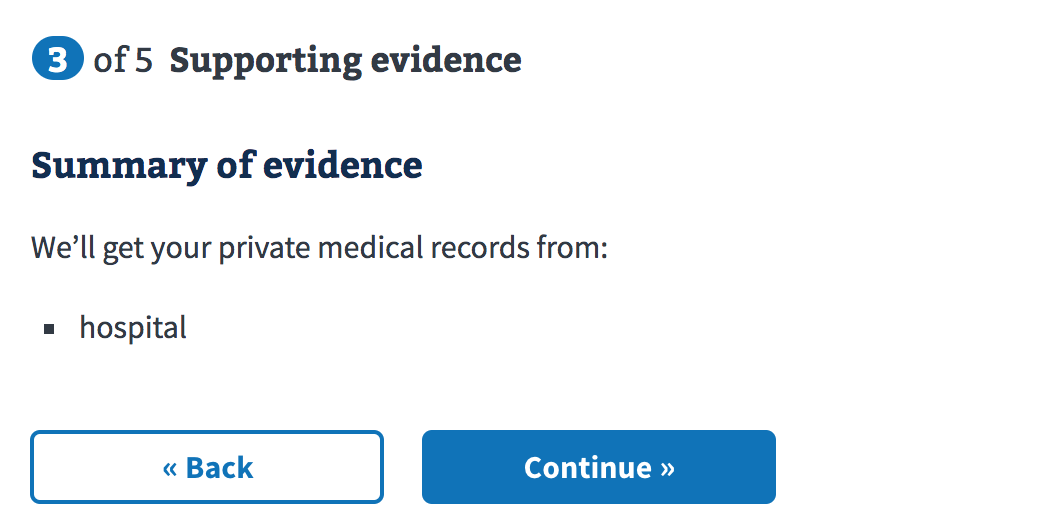 3 of 5 Supporting evidence
Summary of evidence
We’ll get your private medical records from:
▪ hospital
« Back
Continue »